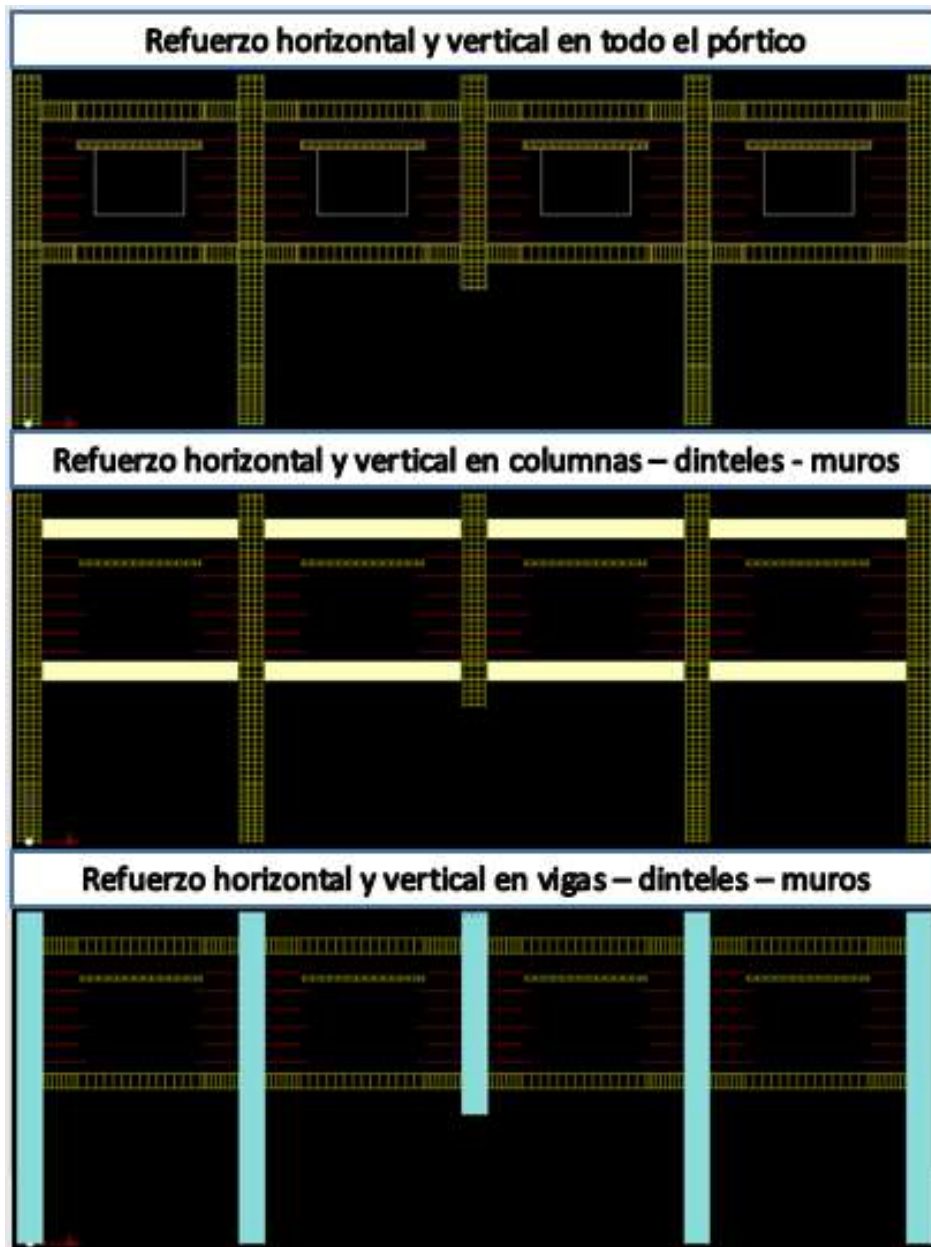 Refuerzo horizontal y vertical en todo el pórtico
Refuerzo horizontal y vertical en columnas – dinteles - muros
Refuerzo horizontal y vertical en vigas – dinteles – muros